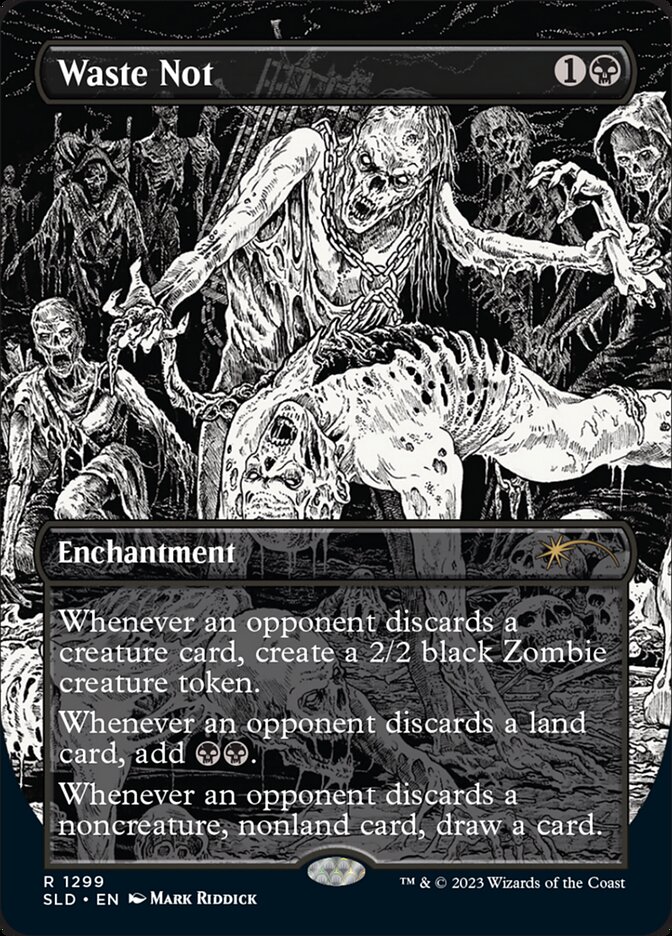 Waste Not 1
Enchantment
Whenever an opponent discards a
creature card, create a 2/2 black Zombie
creature token.
Whenever an opponent discards a land
card, add .
Whenever an opponent discards a
noncreature, nonland card, draw a card.
R 1299
SLD • EN MARK RIDDICK
™ & © 2023 Wizards of the Coast